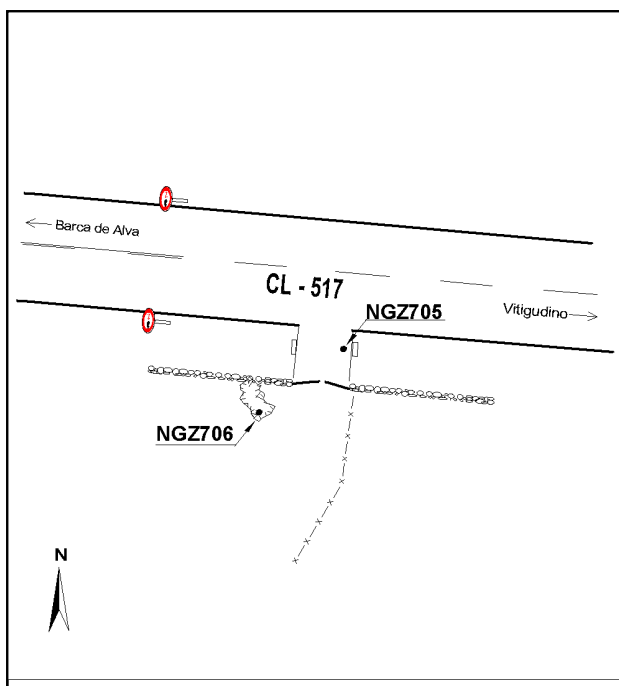 Barca de Alva
CL - 517
Vitigudino
NGZ705
NGZ706
N